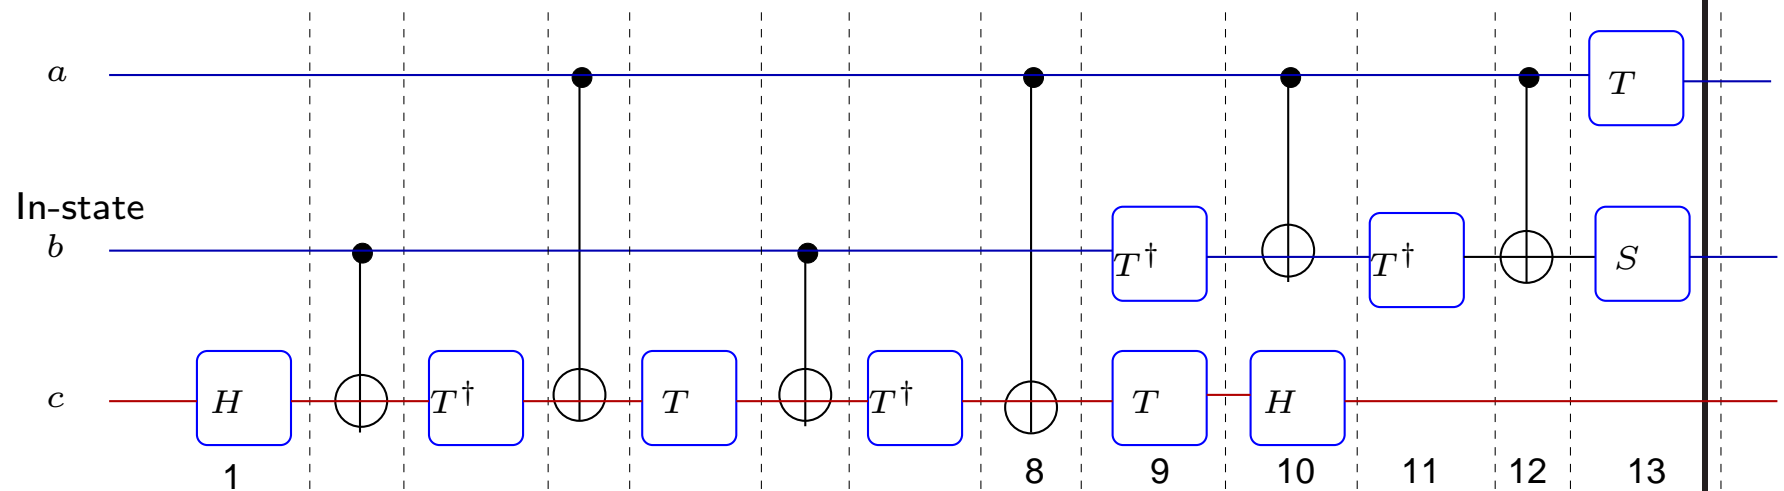 a
T
In-state
b
T† T† S
c
H T† T T† T H
1 8 9 10 11 12 13